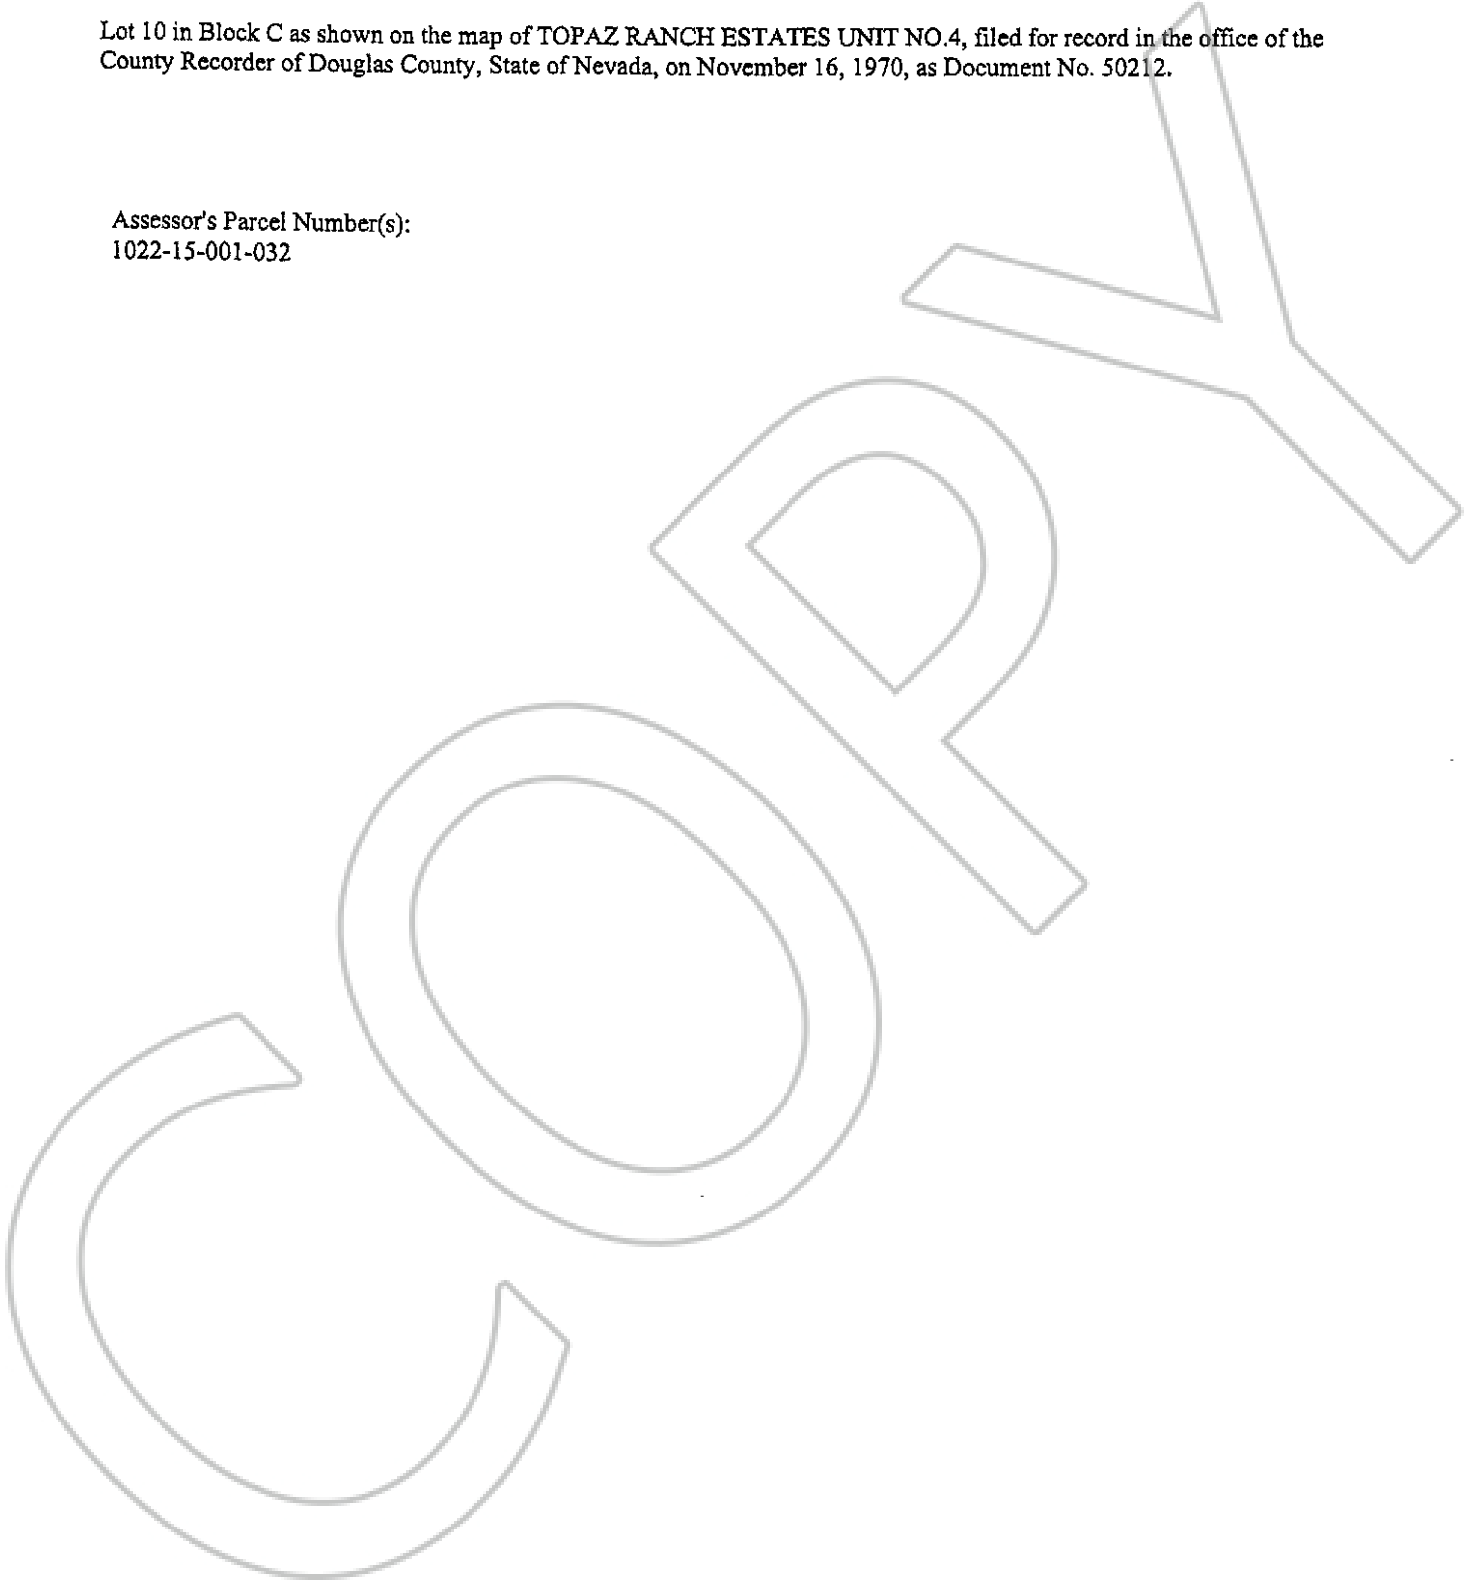 Lot 10 in Block C as shown on the map of TOPAZ RANCH ESTATES UNIT NO.4, filed for record in the office of the
County Recorder of Douglas County, State of Nevada, on November 16, 1970, as Document No. 50212.
Assessor's Parcel Number(s):
1022-15-001-032
COPY